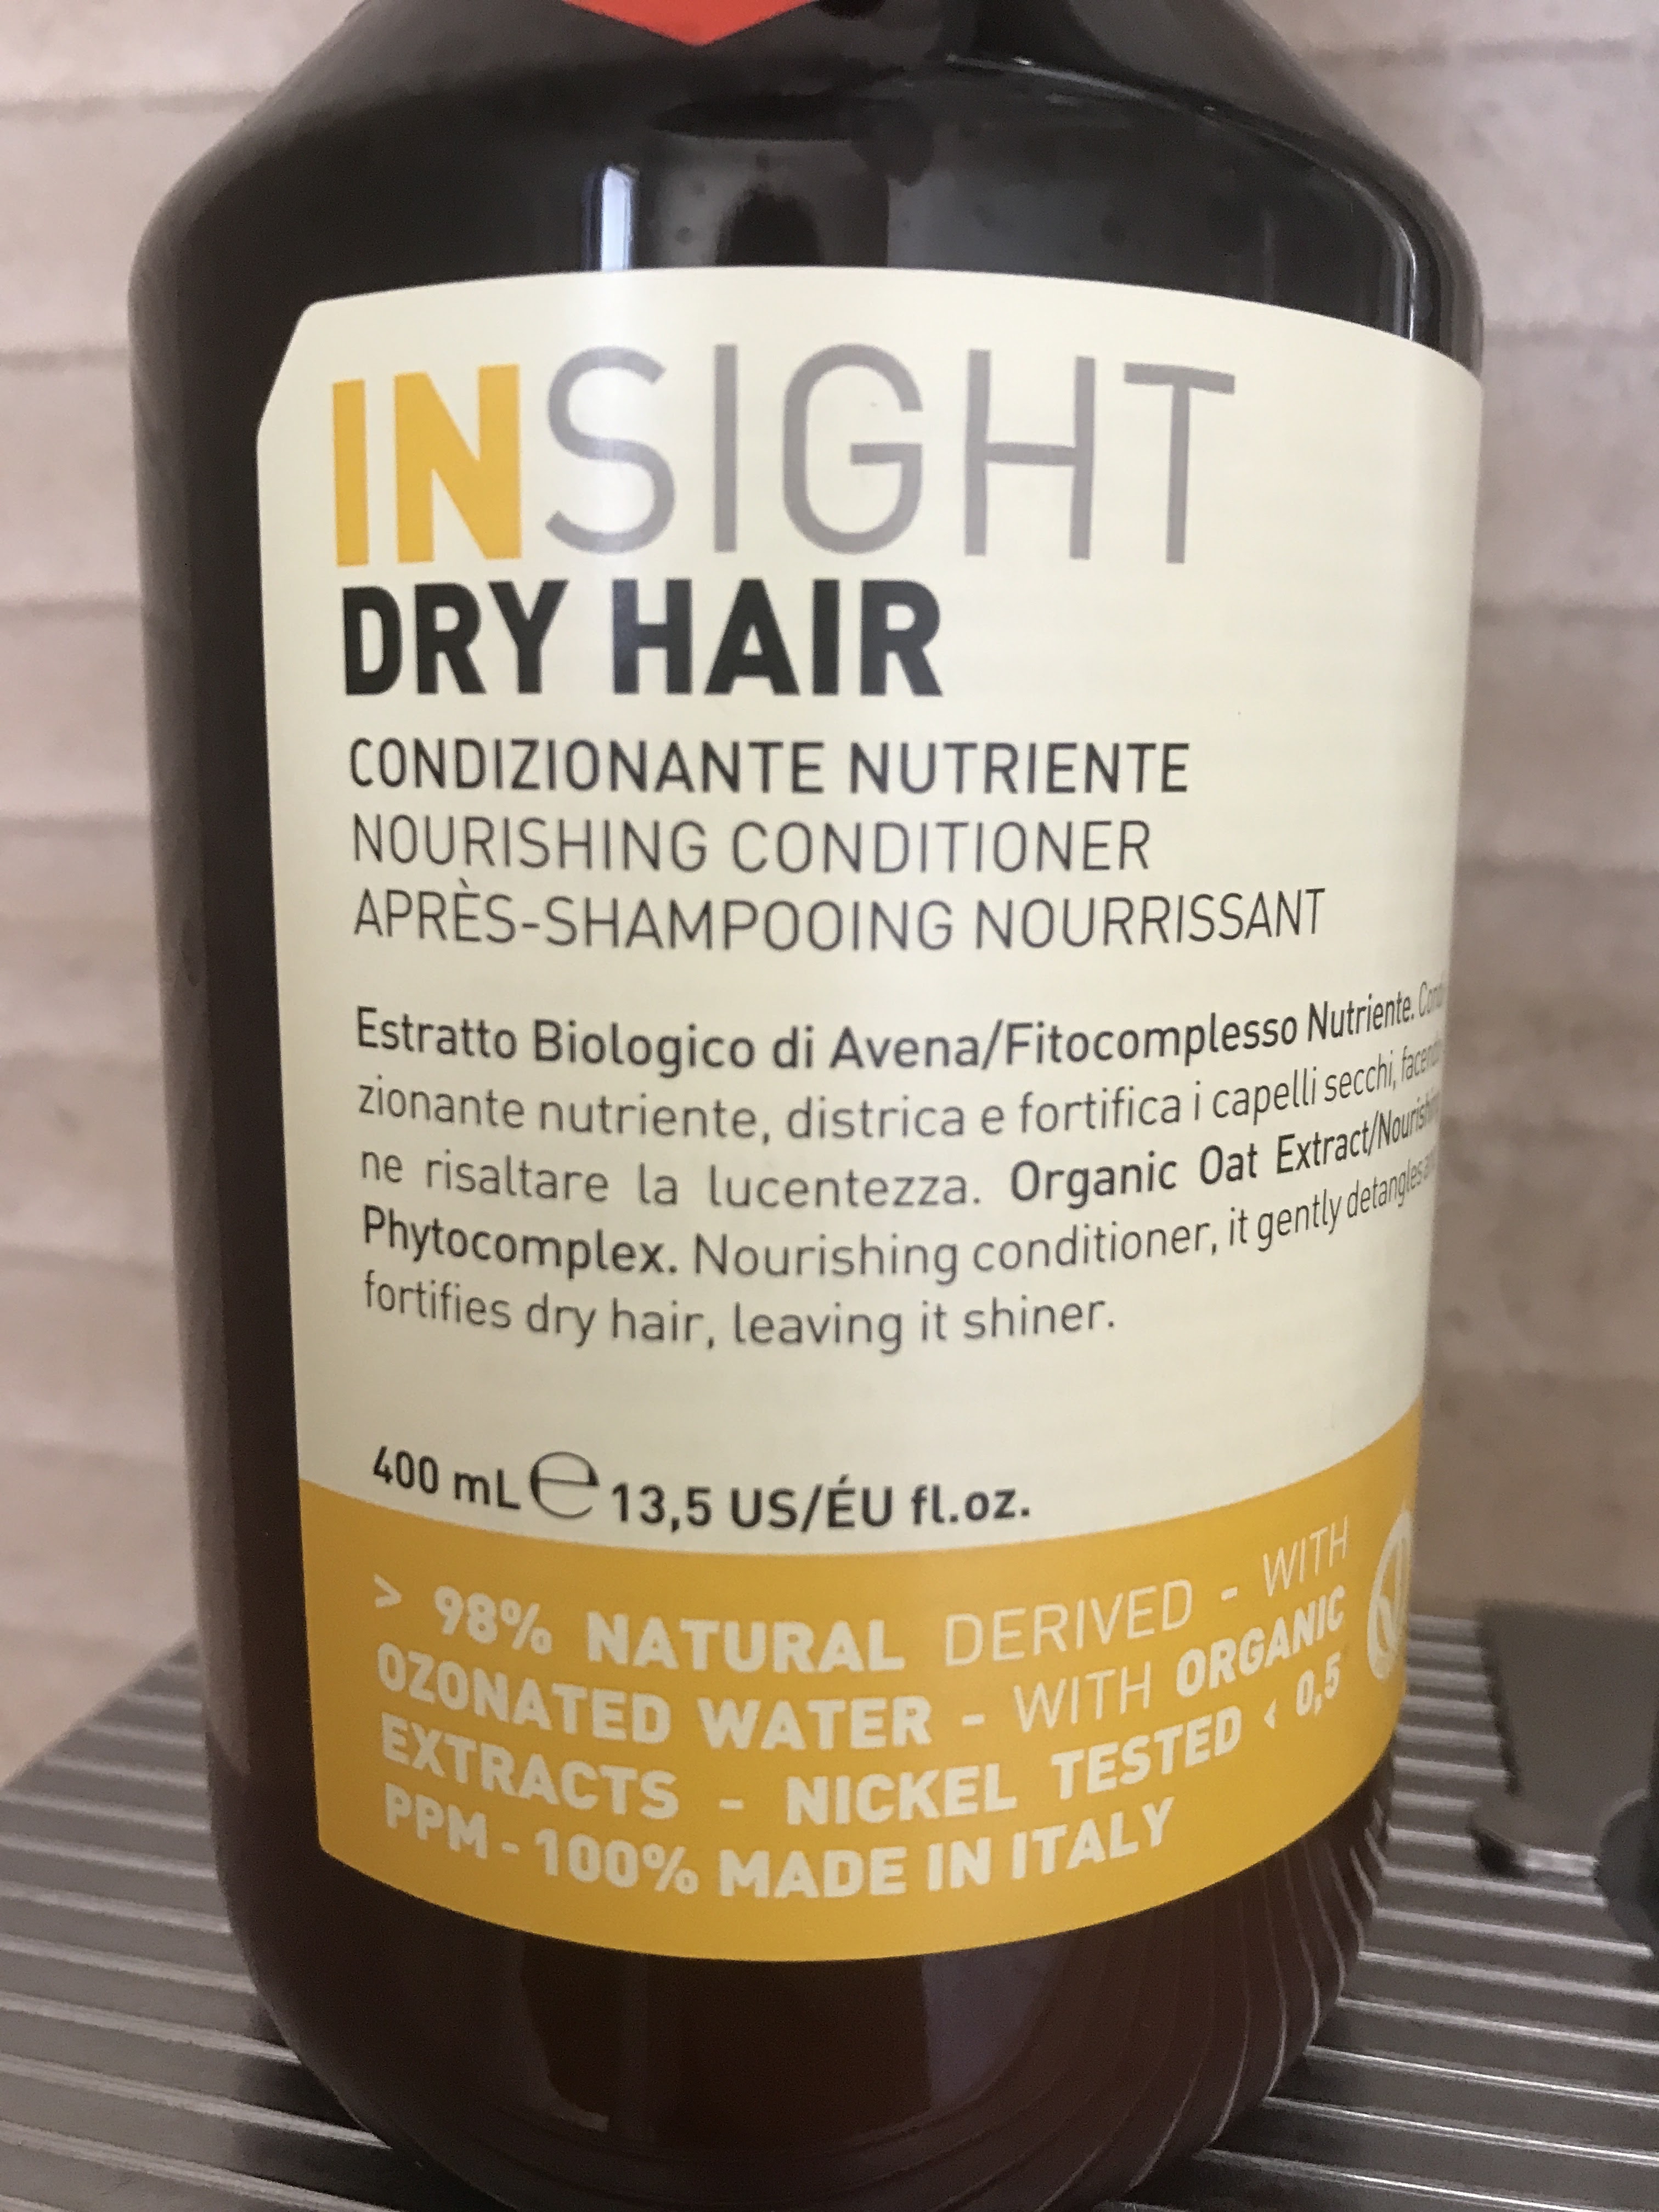 INSIGHT
DRY HAIR
CONDIZIONANTE NUTRIENTE
NOURISHING CONDITIONER
APRÈS-SHAMPOOING NOURRISSANT
Estratto Biologico di Avena/Fitocomplesso Nutriente.
zionante nutriente, districa e fortifica i capelli secchi,
ne risaltare la lucentezza. Organic Oat Extract/Nourishing
Phytocomplex. Nourishing conditioner, it gently detangles
fortifies dry hair, leaving it shiner.
400 mL ℮ 13,5 US/ÉU fl.oz.
> 98% NATURAL DERIVED - WITH
OZONATED WATER - WITH ORGANIC
EXTRACTS - NICKEL TESTED < 0,5
PPM - 100% MADE IN ITALY